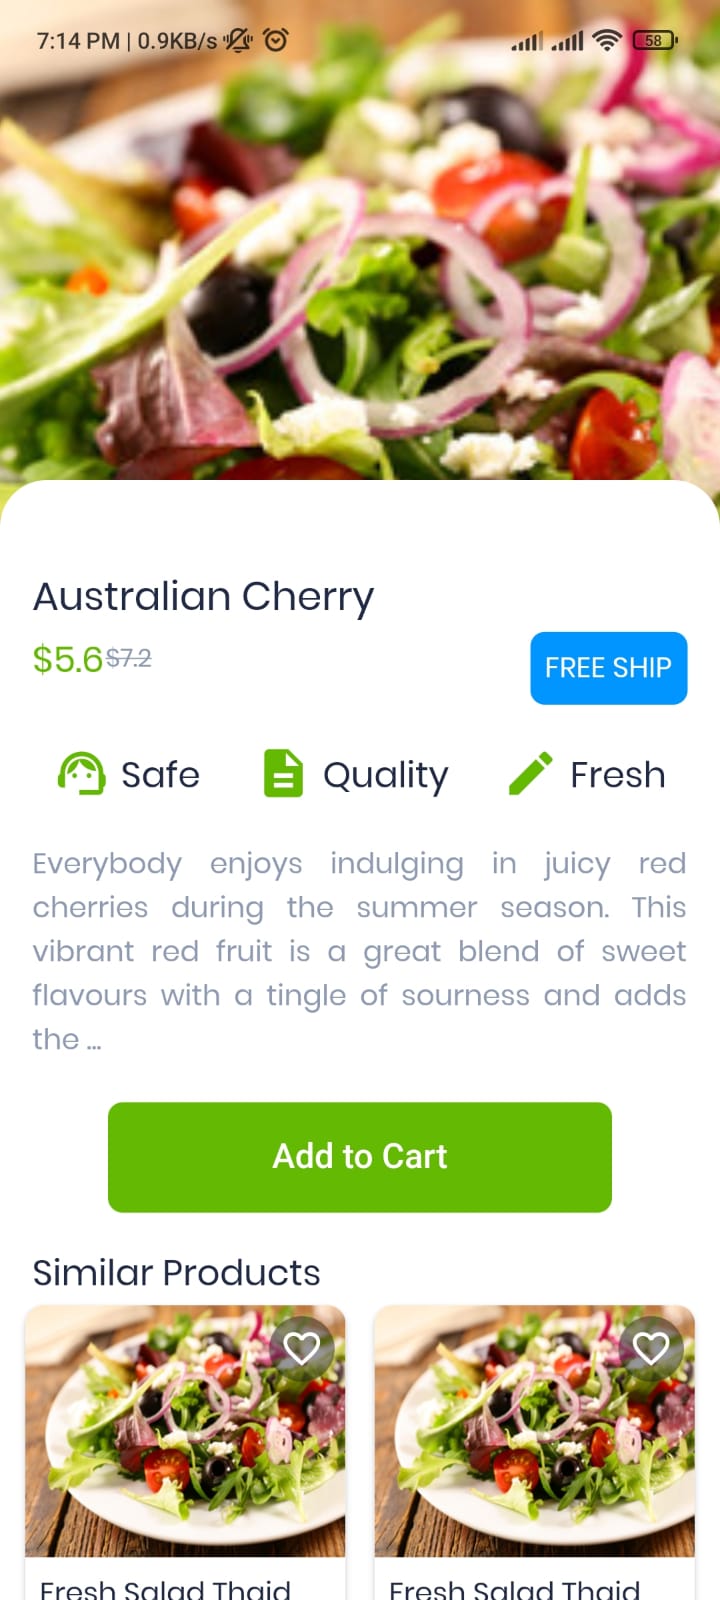 7:14 PM | 0.9KB/s
58
Australian Cherry
$5.6 $7.2
FREE SHIP
Safe Quality Fresh
Everybody enjoys indulging in juicy red
cherries during the summer season. This
vibrant red fruit is a great blend of sweet
flavours with a tingle of sourness and adds
the ...
Add to Cart
Similar Products
Fresh Salad Thaid Fresh Salad Thaid